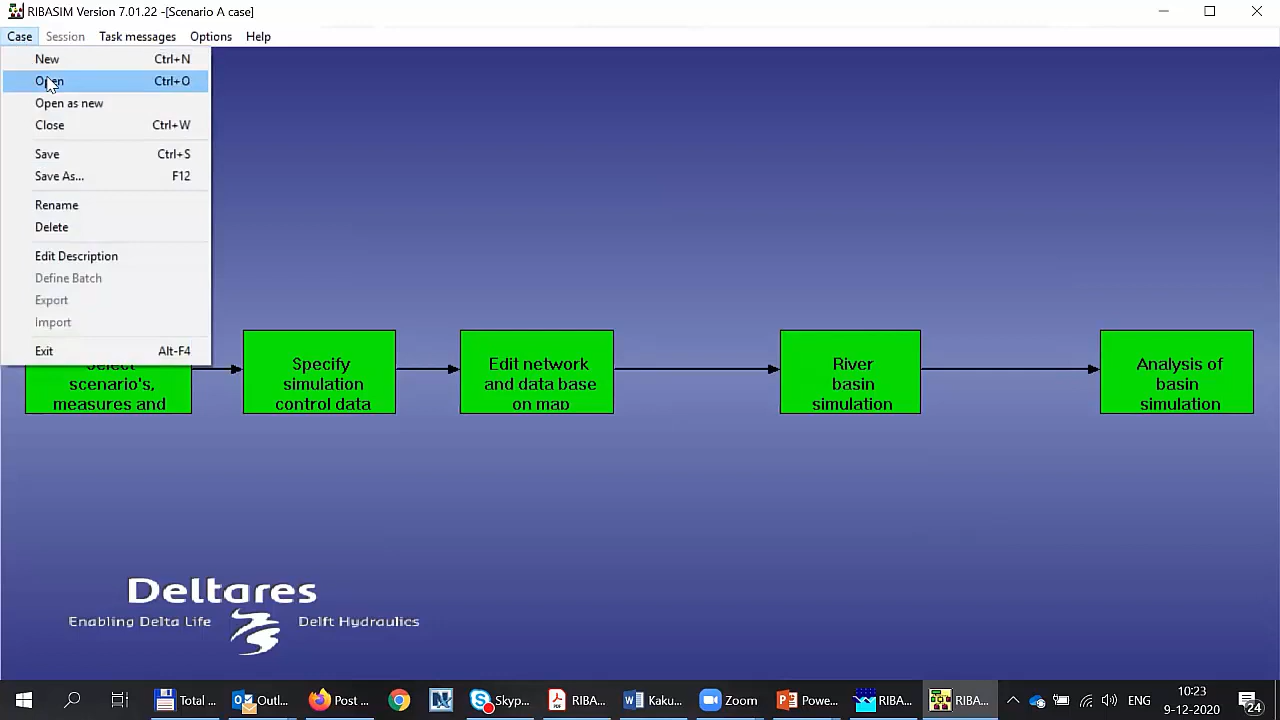 RIBASIM Version 7.01.22 -[Scenario A case]
Case Session Task messages Options Help
New Ctrl+N
Open Ctrl+O
Open as new
Close Ctrl+W
Save Ctrl+S
Save As... F12
Rename
Delete
Edit Description
Define Batch
Export
Import
Exit Alt-F4
Select
scenario's,
measures and
Specify
simulation
control data
Edit network
and data base
on map
River
basin
simulation
Analysis of
basin
simulation
Deltares
Enabling Delta Life Delft Hydraulics
Total ...
Outl...
Post ...
Skyp...
RIBA...
Kaku...
Zoom
Powe...
RIBA...
RIBA...
ENG
10:23
9-12-2020
24